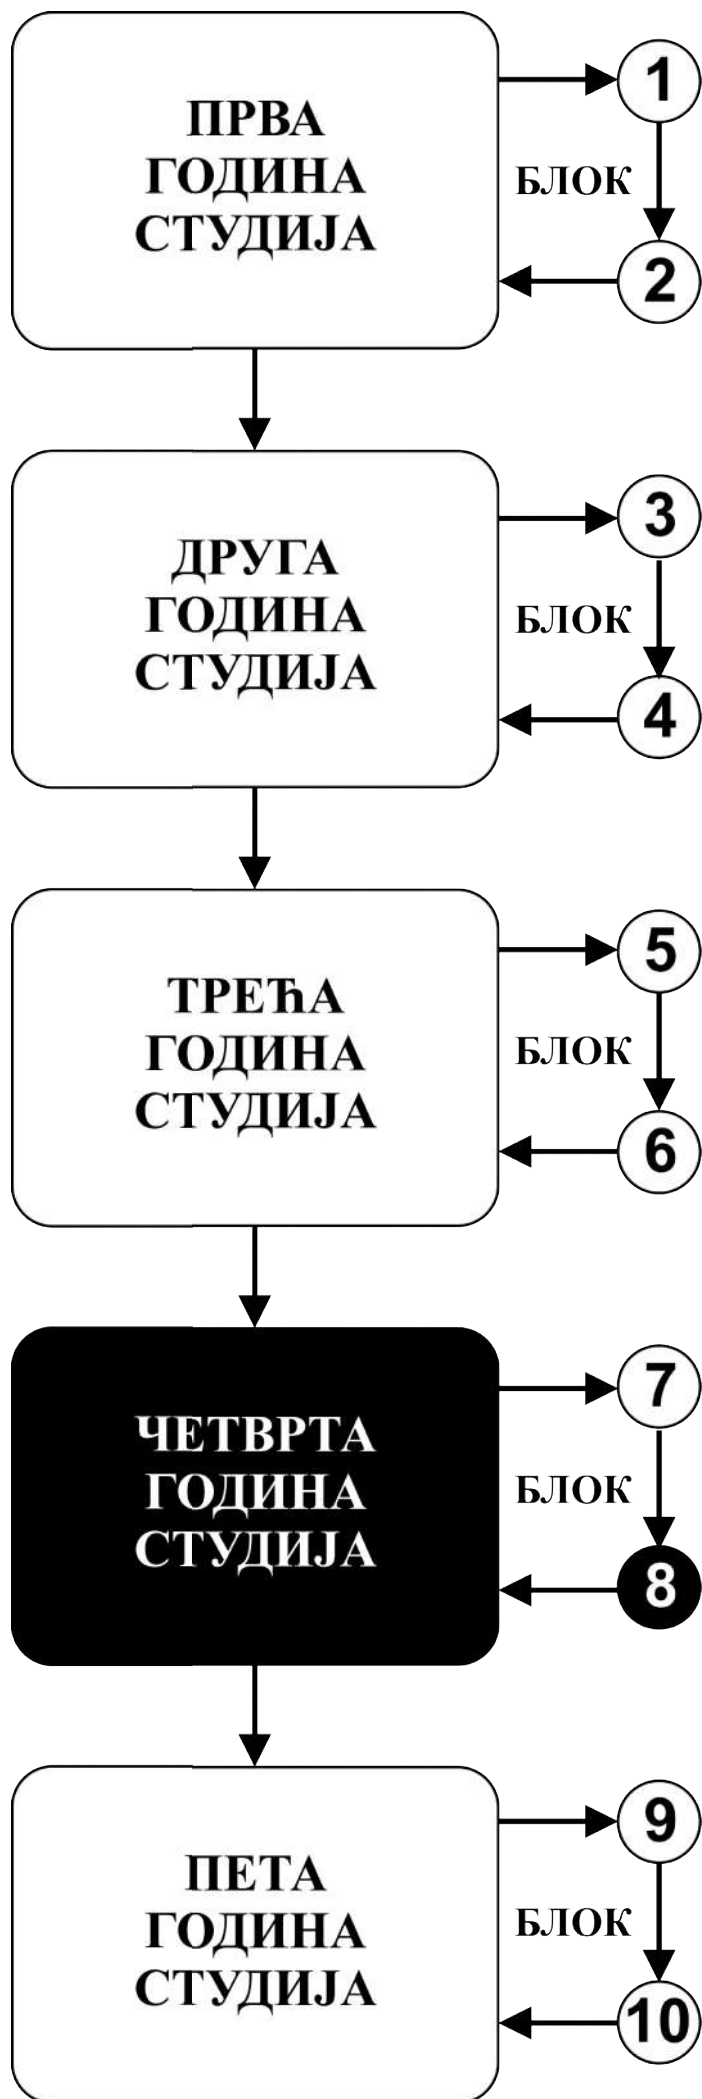 ПРВА
ГОДИНА
СТУДИЈА
1
БЛОК
2
ДРУГА
ГОДИНА
СТУДИЈА
3
БЛОК
4
ТРЕЋА
ГОДИНА
СТУДИЈА
5
БЛОК
6
ЧЕТВРТА
ГОДИНА
СТУДИЈА
7
БЛОК
8
ПЕТА
ГОДИНА
СТУДИЈА
9
БЛОК
10